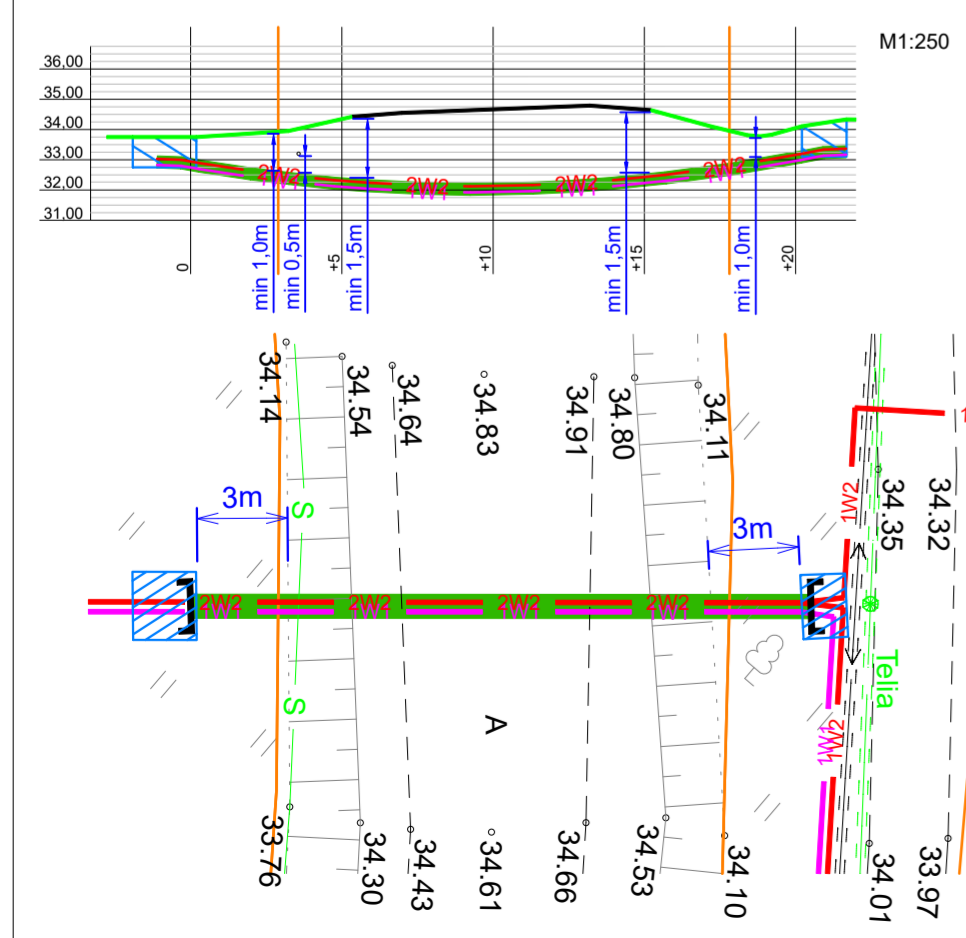 M1:250
36,00
35,00
34,00
33,00
32,00
31,00
2W2
2W2
2W2
2W2
0
min 1,0m
min 0,5m
+5
min 1,5m
+10
min 1,5m
+15
min 1,0m
+20
34.14
34.54
34.64
34.83
34.91
34.80
34.11
34.35
34.32
3m
S
3m
1W2
2W2
2W2
2W2
2W2
S
A
Telia
1W1
1W2
33.76
34.30
34.43
34.61
34.66
34.53
34.10
34.01
33.97